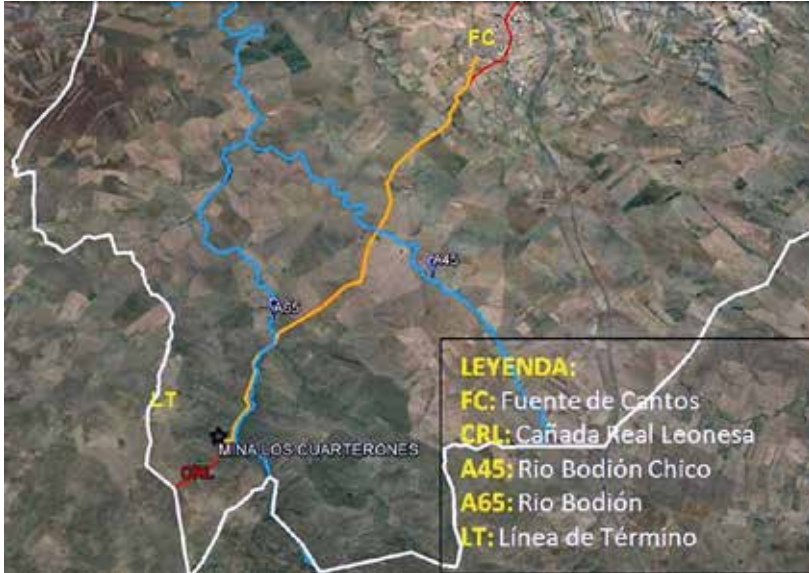 FC
A45
A65
LT
MINA LOS CUARTERONES
CRL
LEYENDA:
FC: Fuente de Cantos
CRL: Cañada Real Leonesa
A45: Rio Bodión Chico
A65: Rio Bodión
LT: Línea de Término